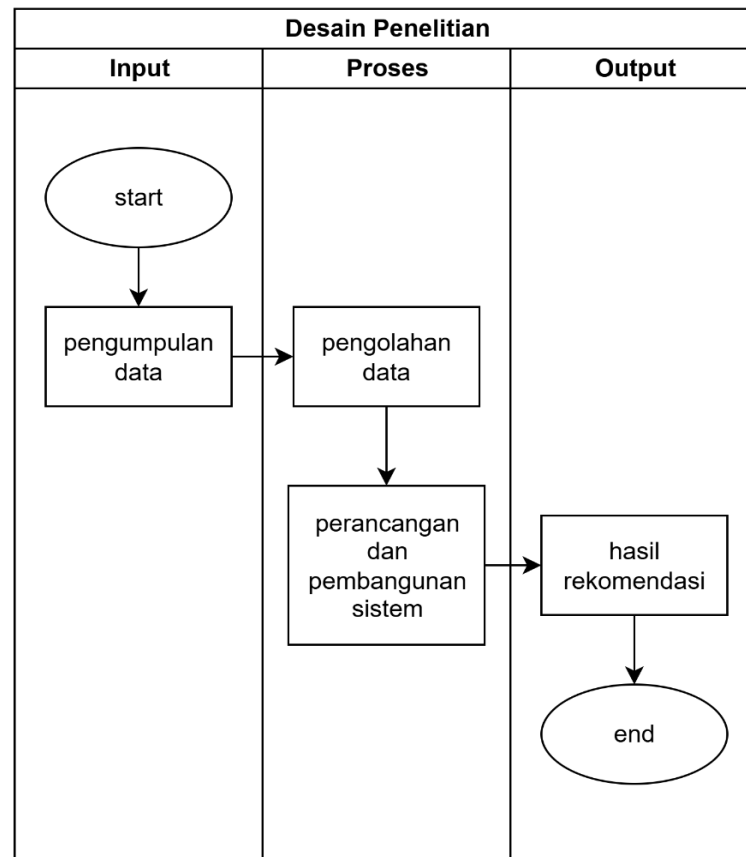 Desain Penelitian
Input
Proses
Output
start
pengumpulan
data
pengolahan
data
perancangan
dan
pembangunan
sistem
hasil
rekomendasi
end